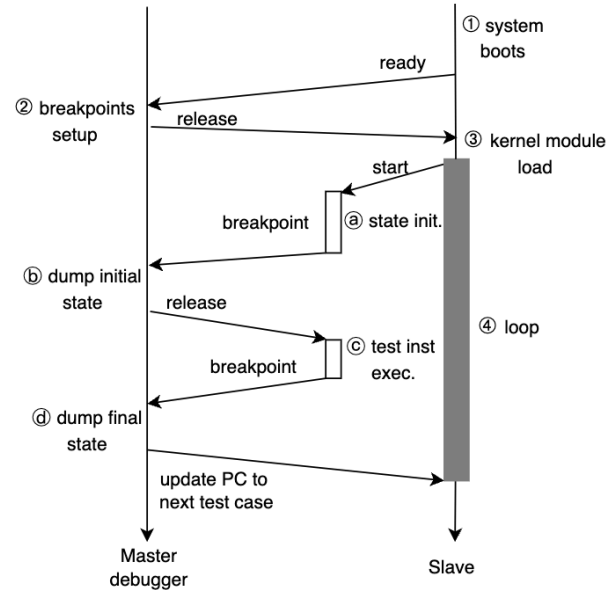 ① system
boots
ready
② breakpoints
setup
release
③ kernel module
load
start
breakpoint
ⓐ state init.
ⓑ dump initial
state
release
④ loop
ⓒ test inst
exec.
breakpoint
ⓓ dump final
state
update PC to
next test case
Master
debugger
Slave